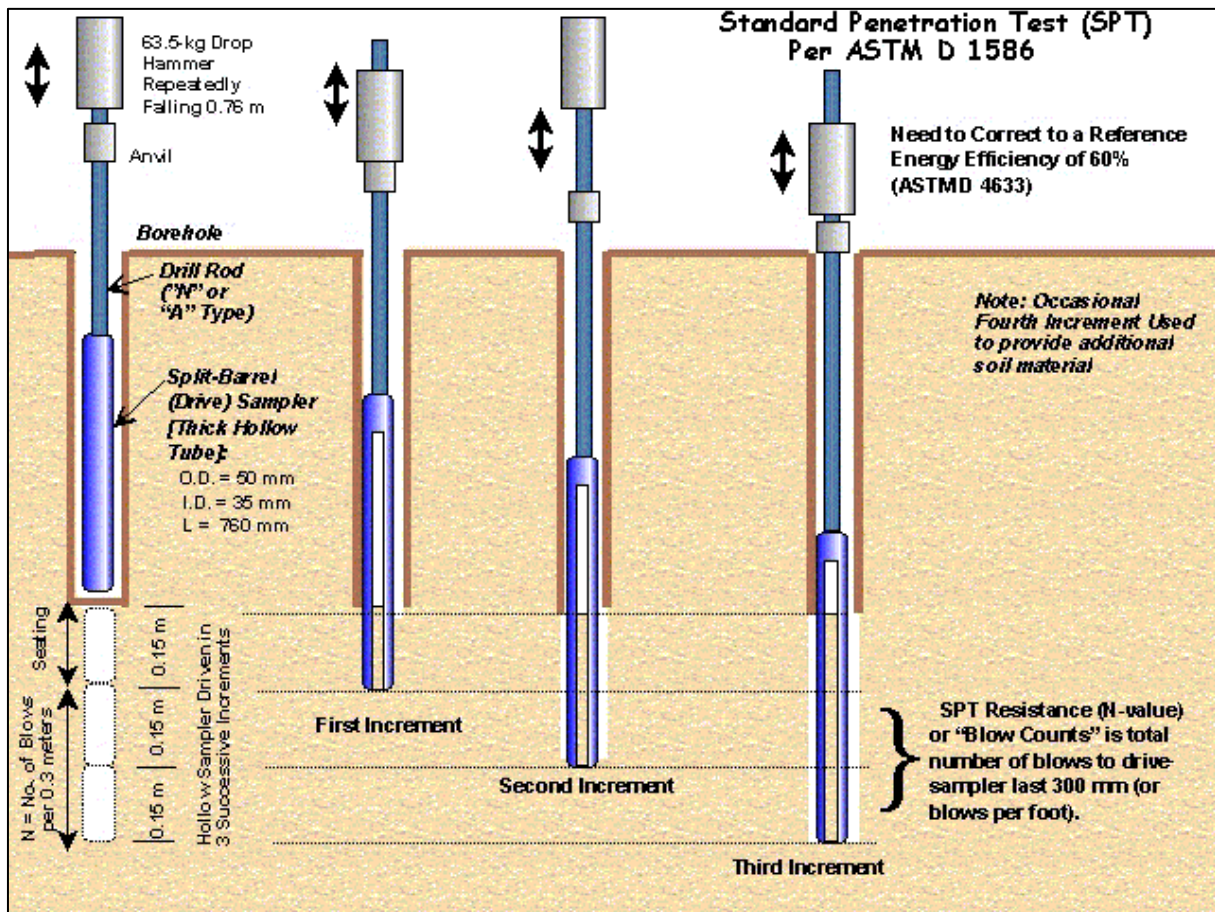 Standard Penetration Test (SPT)
Per ASTM D 1586
63.5-kg Drop
Hammer
Repeatedly
Falling 0.76 m
Anvil
Need to Correct to a Reference
Energy Efficiency of 60%
(ASTMD 4633)
Borehole
Drill Rod
("N" or
"A" Type)
Note: Occasional
Fourth Increment Used
to provide additional
soil material
Split-Barrel
(Drive) Sampler
[Thick Hollow
Tube]:
O.D. = 50 mm
I.D. = 35 mm
L = 760 mm
Seating
0.15 m
0.15 m
0.15 m
N = No. of Blows
per 0.3 meters
Hollow Sampler Driven in
3 Successive Increments
First Increment
Second Increment
Third Increment
SPT Resistance (N-value)
or "Blow Counts" is total
number of blows to drive-
sampler last 300 mm (or
blows per foot).